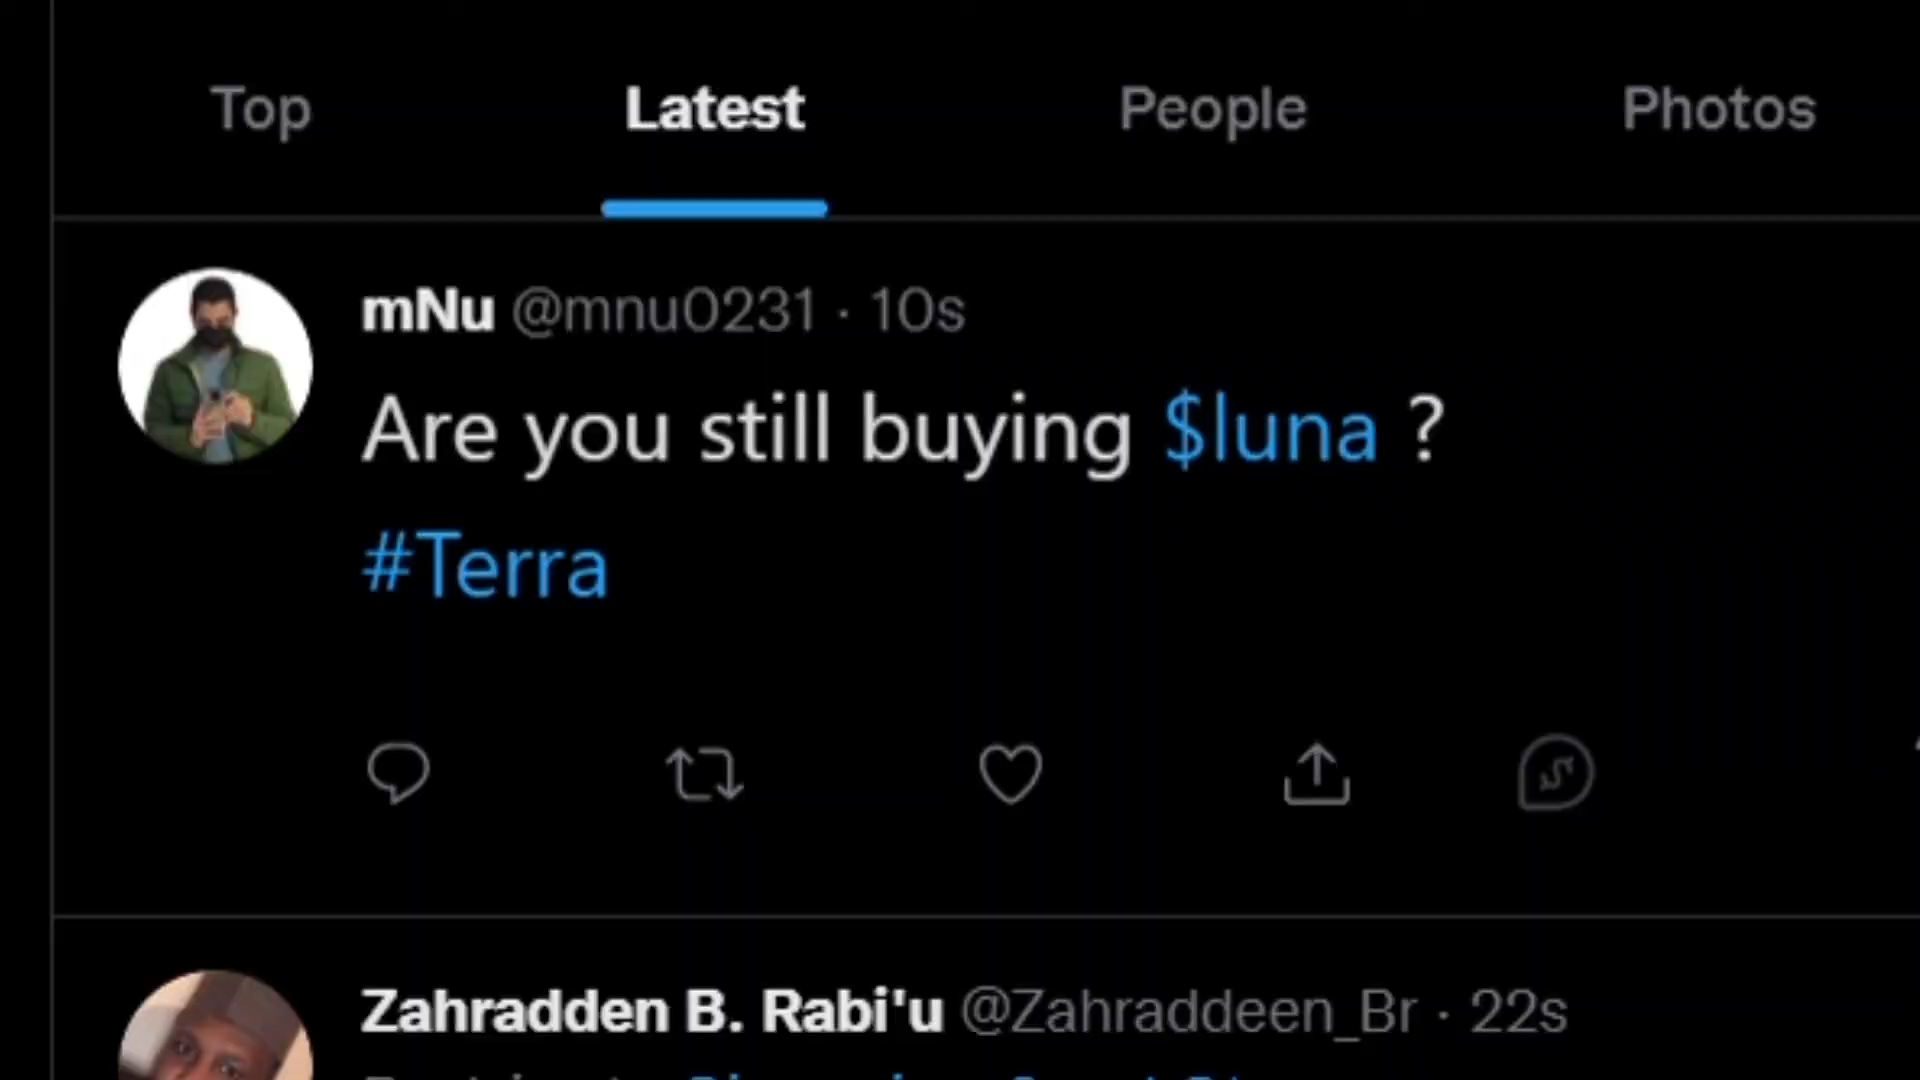 Top Latest People Photos
mNu @mnu0231 · 10s
Are you still buying $luna ?
#Terra
Zahradden B. Rabi'u @Zahraddeen_Br · 22s